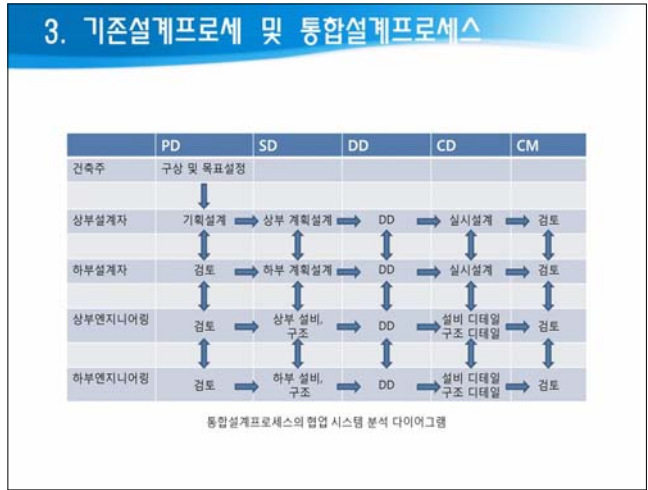 3. 기존설계프로세 및 통합설계프로세스
PD SD DD CD CM
건축주 구상 및 목표설정
상부설계자 기획설계 상부 계획설계 DD 실시설계 검토
하부설계자 검토 하부 계획설계 DD 실시설계 검토
상부엔지니어링 검토 상부 설비, DD 설비 디테일 검토
구조 구조 디테일
하부엔지니어링 검토 하부 설비, DD 설비 디테일 검토
구조 구조 디테일
통합설계프로세스의 협업 시스템 분석 다이어그램